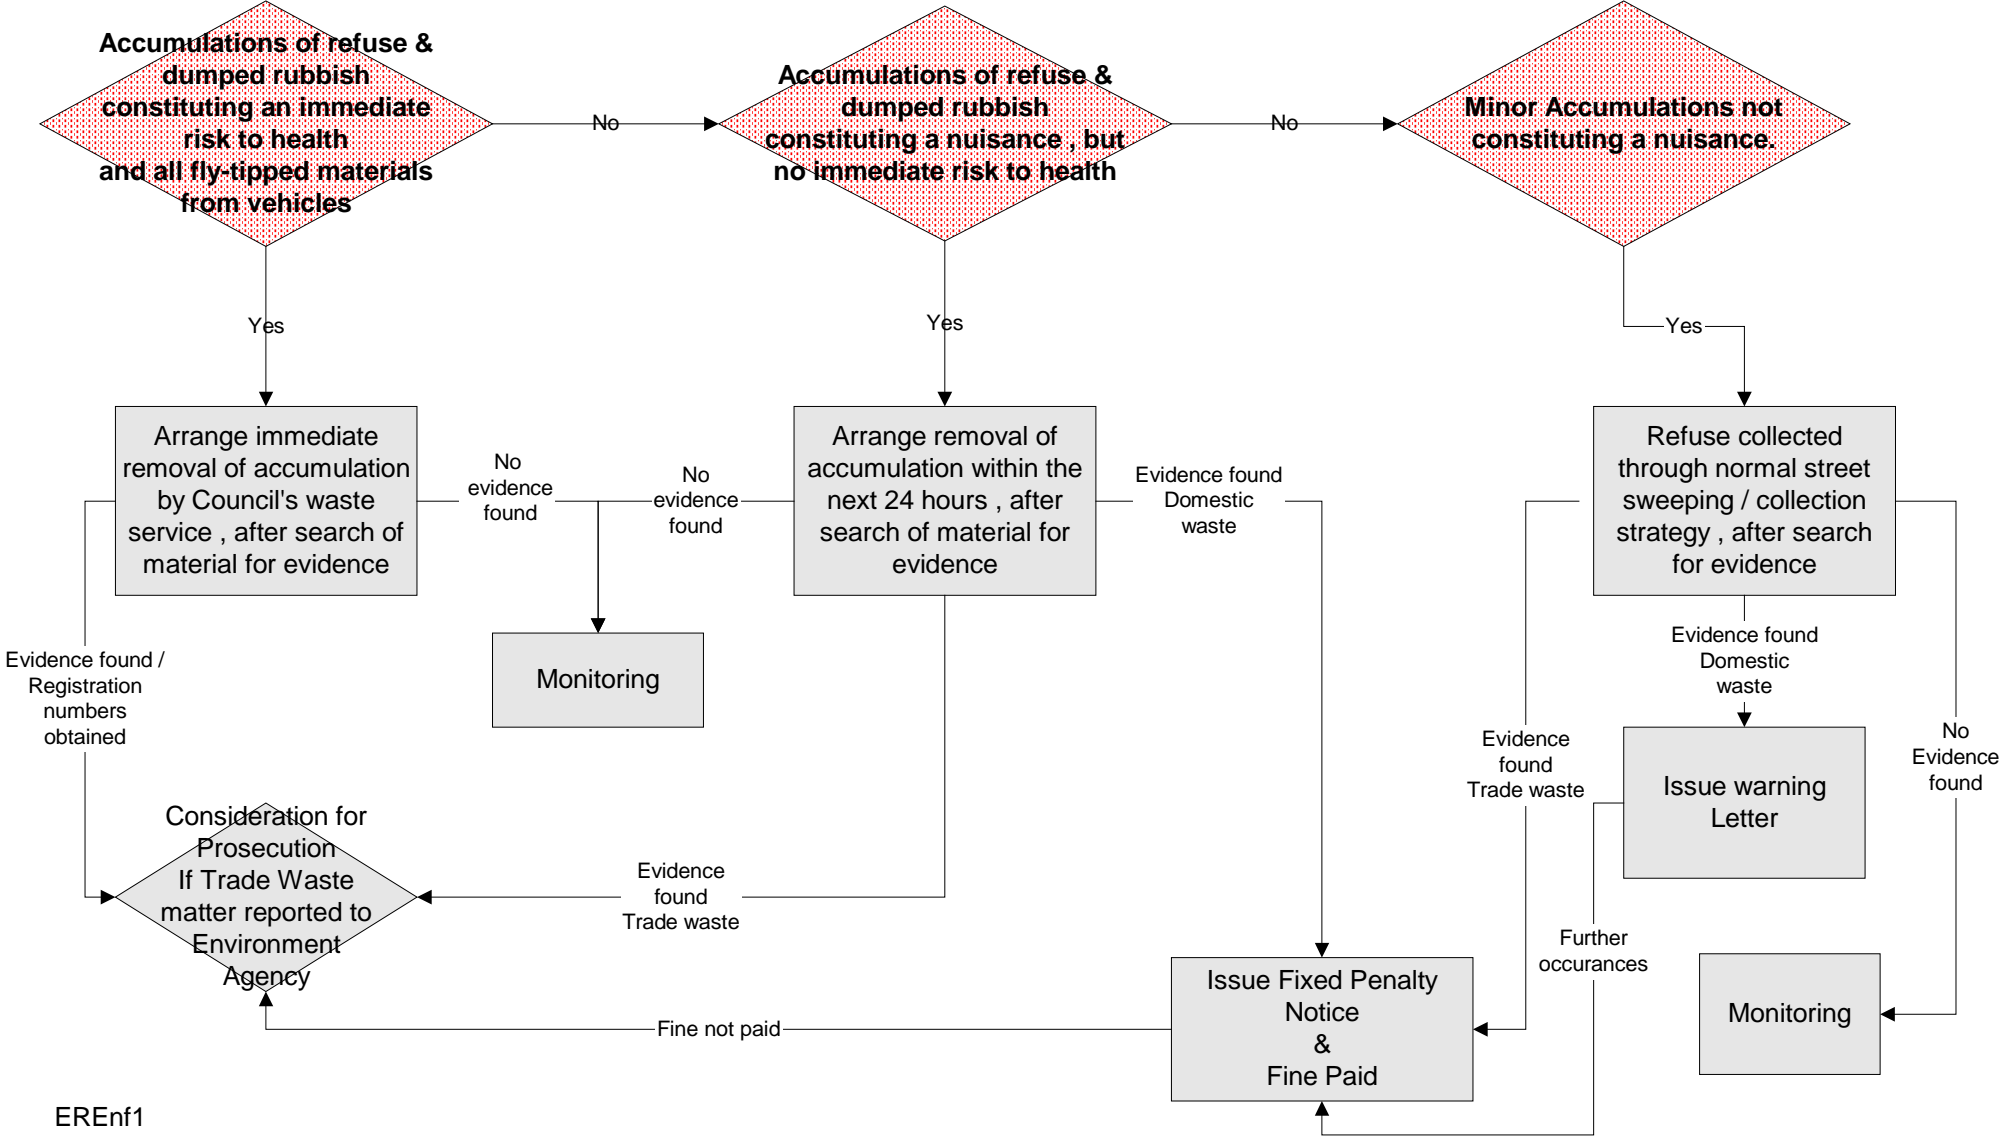 Accumulations of refuse &
dumped rubbish
constituting an immediate
risk to health
and all fly-tipped materials
from vehicles
No
Accumulations of refuse &
dumped rubbish
constituting a nuisance , but
no immediate risk to health
No
Minor Accumulations not
constituting a nuisance.
Yes
Yes
Yes
Arrange immediate
removal of accumulation
by Council's waste
service , after search of
material for evidence
No
evidence
found
No
evidence
found
Arrange removal of
accumulation within the
next 24 hours , after
search of material for
evidence
Evidence found
Domestic
waste
Refuse collected
through normal street
sweeping / collection
strategy , after search
for evidence
Evidence found /
Registration
numbers
obtained
Monitoring
Evidence found
Domestic
waste
Evidence
found
Trade waste
Issue warning
Letter
No
Evidence
found
Consideration for
Prosecution
If Trade Waste
matter reported to
Environment
Agency
Evidence
found
Trade waste
Further
occurances
Issue Fixed Penalty
Notice
&
Fine Paid
Monitoring
Fine not paid
EREnf1